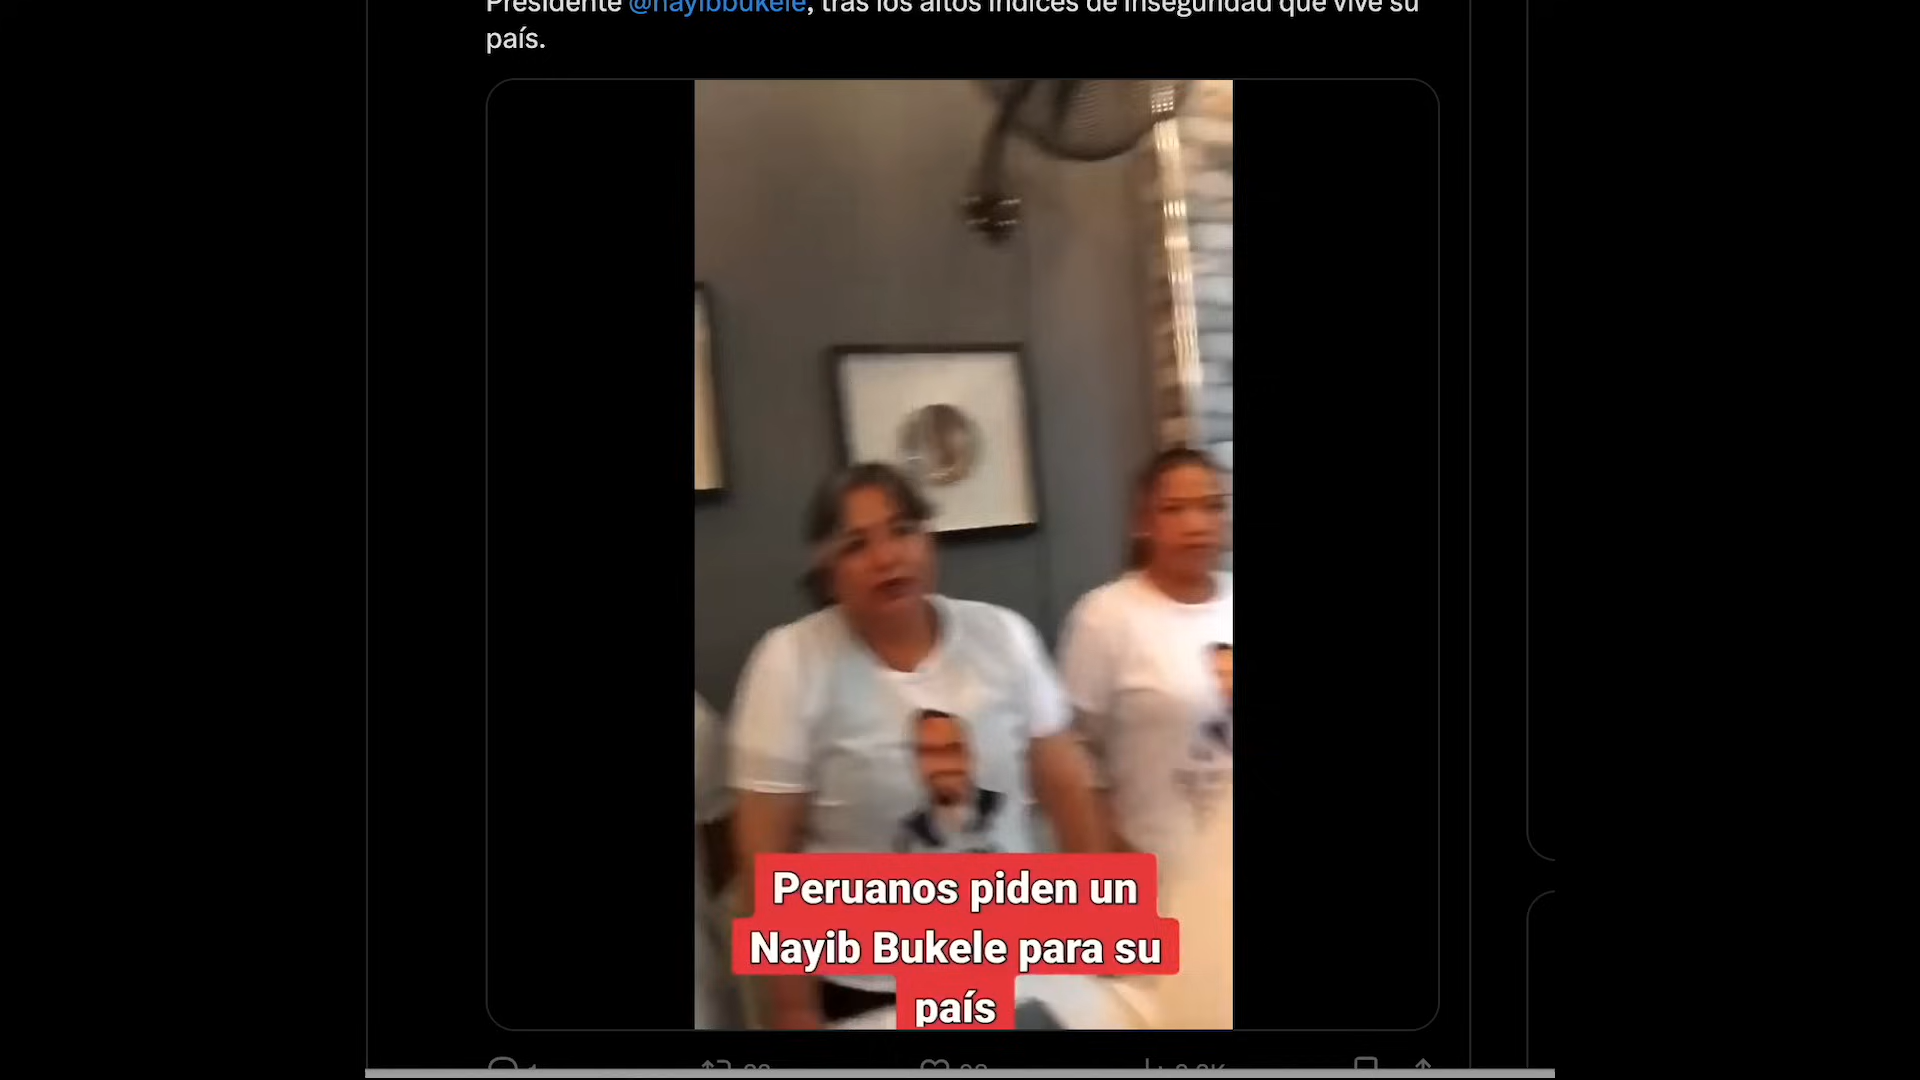 Presidente @nayibbukele, tras los altos índices de inseguridad que vive su
país.
Peruanos piden un
Nayib Bukele para su
país